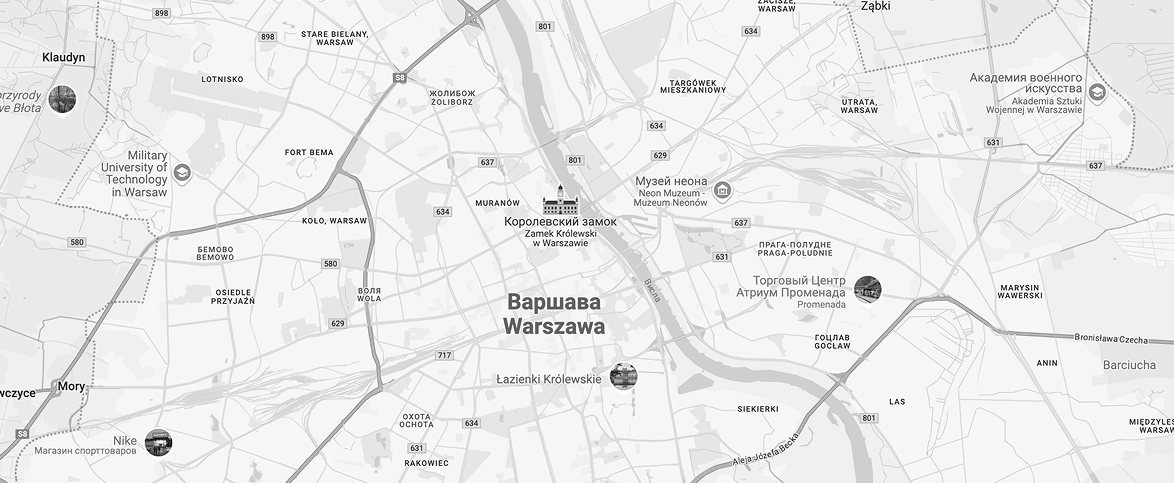 898
898
801
ZACISZE,
WARSAW
Ząbki
634
STARE BIELANY,
WARSAW
Klaudyn
LOTNISKO
S8
ЖОЛИБОЖ
ŻOLIBORZ
TARGÓWEK
MIESZKANIOWY
Академия военного
искусства
Akademia Sztuki
Wojennej w Warszawie
UTRATA,
WARSAW
przyrody
we Błota
634
631
637
FORT BEMA
Military
University of
Technology
in Warsaw
637
801
629
Музей неона
Neon Muzeum -
Muzeum Neonów
MURANÓW
634
KOŁO, WARSAW
Королевский замок
Zamek Królewski
w Warszawie
637
580
БЕМОВО
BEMOWO
580
631
ПРАГА-ПОЛУДНЕ
PRAGA-POŁUDNIE
Торговый Центр
Атриум Променада
Promenada
OSIEDLE
PRZYJAŹŃ
ВОЛЯ
WOLA
Висла
MARYSIN
WAWERSKI
Варшава
Warszawa
629
ГОЦЛАВ
GOCŁAW
Bronisława Czecha
717
ANIN
Barciucha
Łazienki Królewskie
Mory
wczyce
LAS
SIEKIERKI
801
ОХОТА
OCHOTA
634
MIĘDZYLES
WARSAW
S8
Nike
Магазин спорттоваров
631
RAKOWIEC
Aleja Józefa Becka